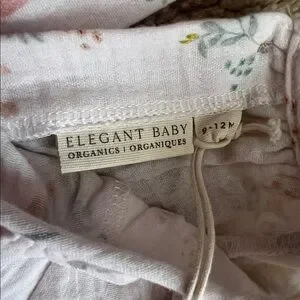 ELEGANT BABY
ORGANICS | ORGANIQUES
9-12M